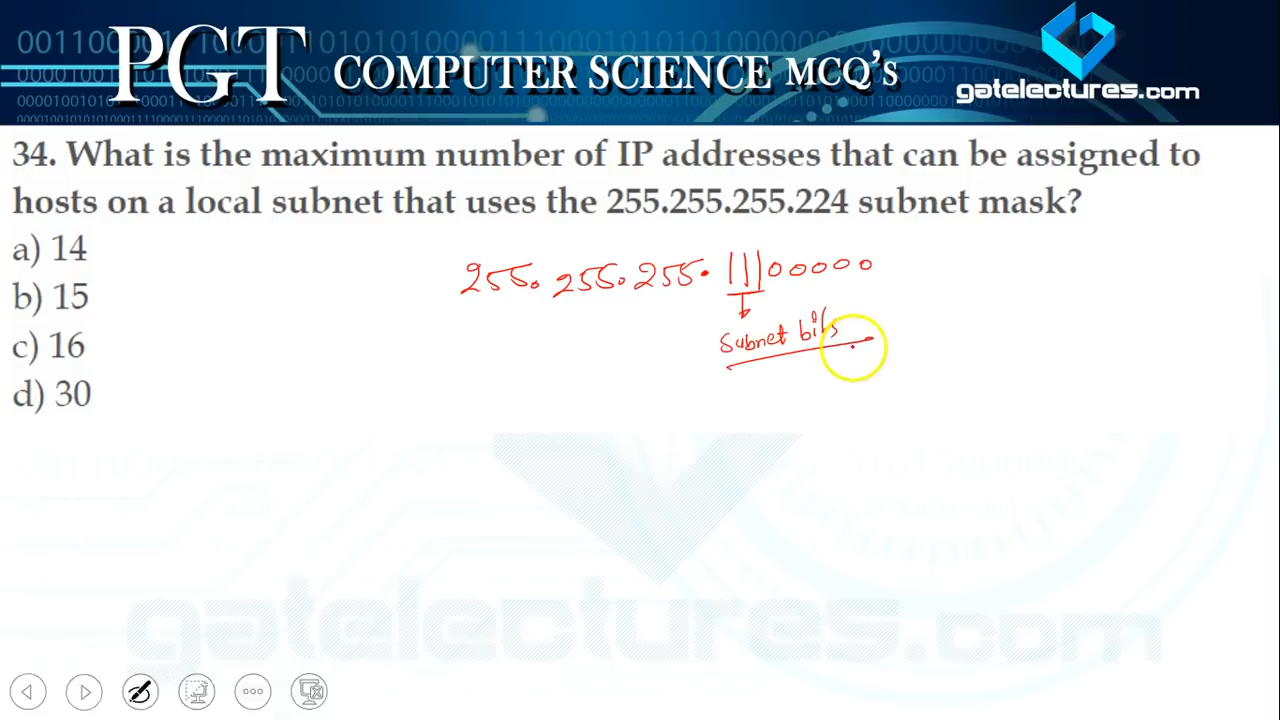 PGT COMPUTER SCIENCE MCQ's
gatelectures.com
34. What is the maximum number of IP addresses that can be assigned to
hosts on a local subnet that uses the 255.255.255.224 subnet mask?
a) 14
b) 15
c) 16
d) 30
255.255.255.11100000
Subnet bits
gatelectures.com